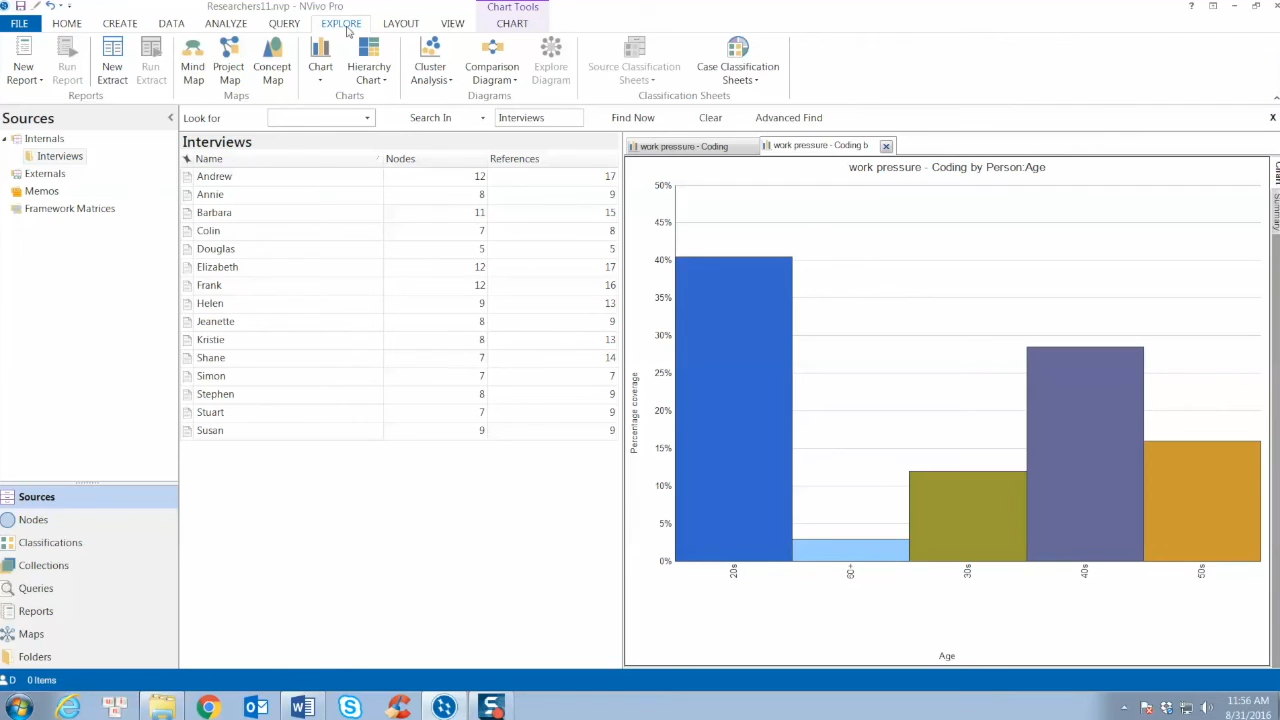 Researchers11.nvp - NVivo Pro
Chart Tools
FILE HOME CREATE DATA ANALYZE QUERY EXPLORE LAYOUT VIEW CHART
New Report Run Report New Extract Run Extract Mind Map Project Map Concept Map Chart Hierarchy Chart Cluster Analysis Comparison Diagram Explore Diagram Source Classification Sheets Case Classification Sheets
Reports Maps Charts Diagrams Classification Sheets
Sources
Look for Search In Interviews Find Now Clear Advanced Find X
Internals
Interviews
Externals
Memos
Framework Matrices
Interviews
Name Nodes References
Andrew 12 17
Annie 8 9
Barbara 11 15
Colin 7 8
Douglas 5 5
Elizabeth 12 17
Frank 12 16
Helen 9 13
Jeanette 8 9
Kristie 8 13
Shane 7 14
Simon 7 7
Stephen 8 9
Stuart 7 9
Susan 9 9
work pressure - Coding
work pressure - Coding b
work pressure - Coding by Person:Age
Chart
Summary
50%
45%
40%
35%
30%
25%
20%
15%
10%
5%
0%
Percentage coverage
20s 60+ 30s 40s 50s
Age
Sources
Nodes
Classifications
Collections
Queries
Reports
Maps
Folders
D 0 Items
11:56 AM
8/31/2016